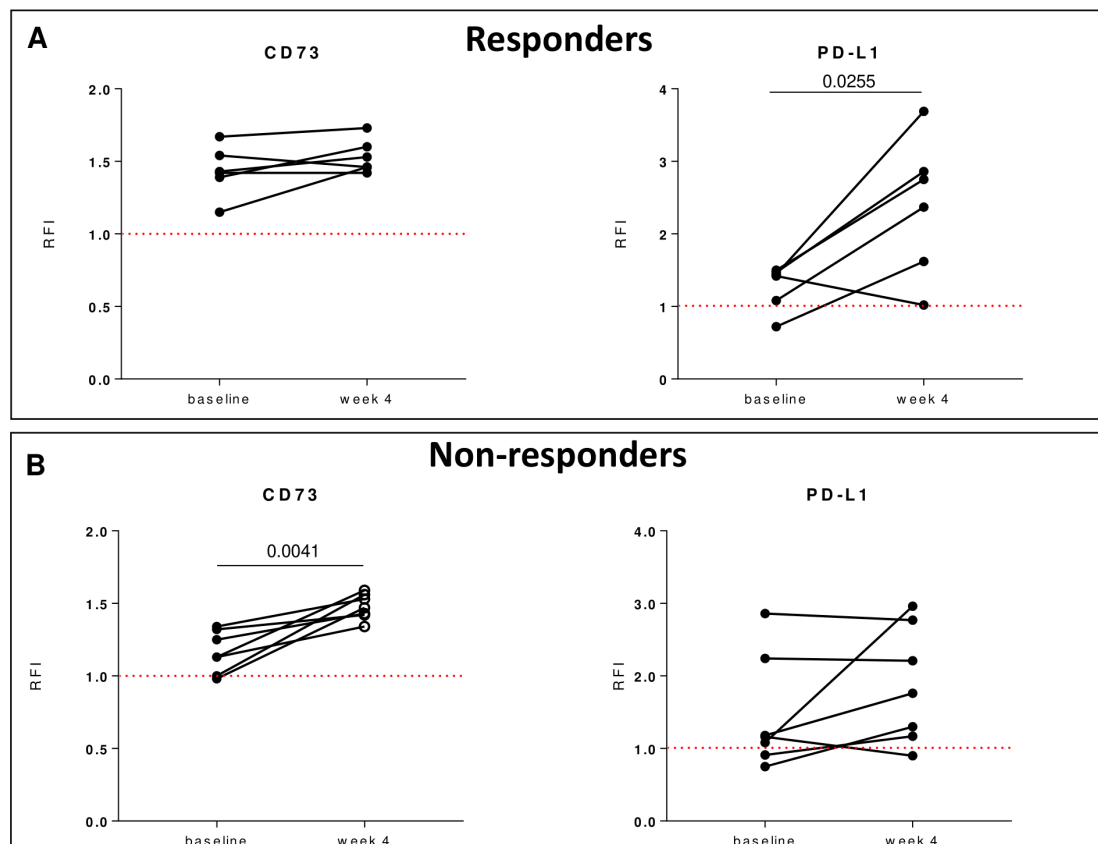 A
Responders
CD73
2.0
1.5
1.0
0.5
0.0
RFI
baseline
week 4
PD-L1
0.0255
4
3
2
1
0
RFI
baseline
week 4
B
Non-responders
CD73
0.0041
2.0
1.5
1.0
0.5
0.0
RFI
baseline
week 4
PD-L1
4.0
3.0
2.0
1.0
0.0
RFI
baseline
week 4